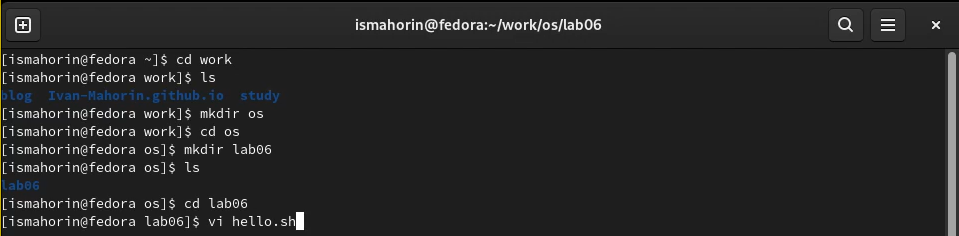 ismahorin@fedora:~/work/os/lab06
[ismahorin@fedora ~]$ cd work
[ismahorin@fedora work]$ ls
blog  Ivan-Mahorin.github.io  study
[ismahorin@fedora work]$ mkdir os
[ismahorin@fedora work]$ cd os
[ismahorin@fedora os]$ mkdir lab06
[ismahorin@fedora os]$ ls
lab06
[ismahorin@fedora os]$ cd lab06
[ismahorin@fedora lab06]$ vi hello.sh